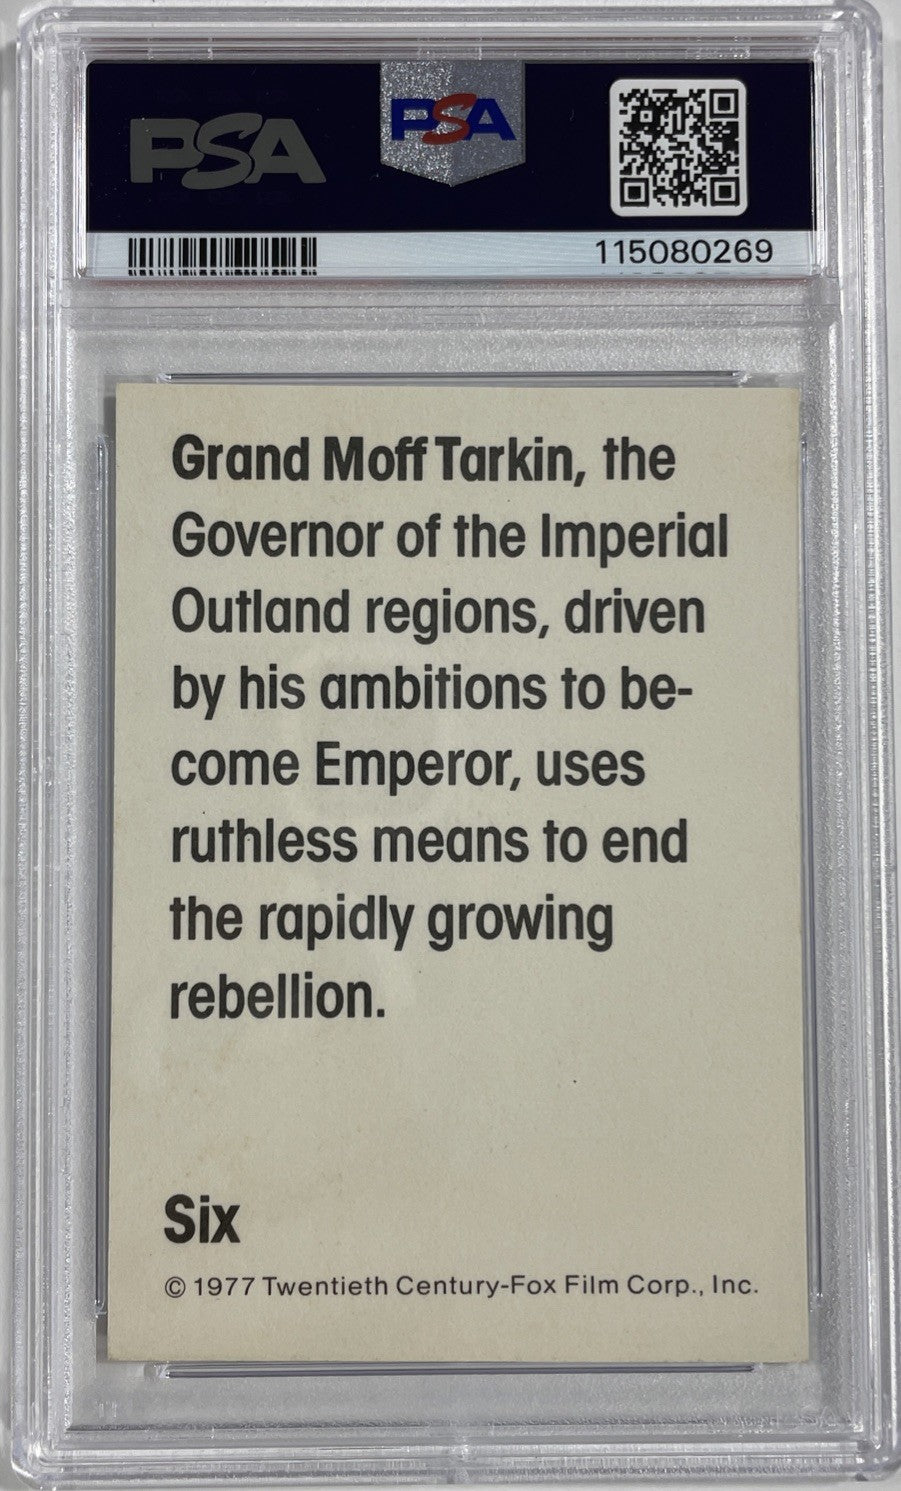 PSA
PSA
115080269
Grand Moff Tarkin, the
Governor of the Imperial
Outland regions, driven
by his ambitions to be-
come Emperor, uses
ruthless means to end
the rapidly growing
rebellion.
Six
© 1977 Twentieth Century-Fox Film Corp., Inc.